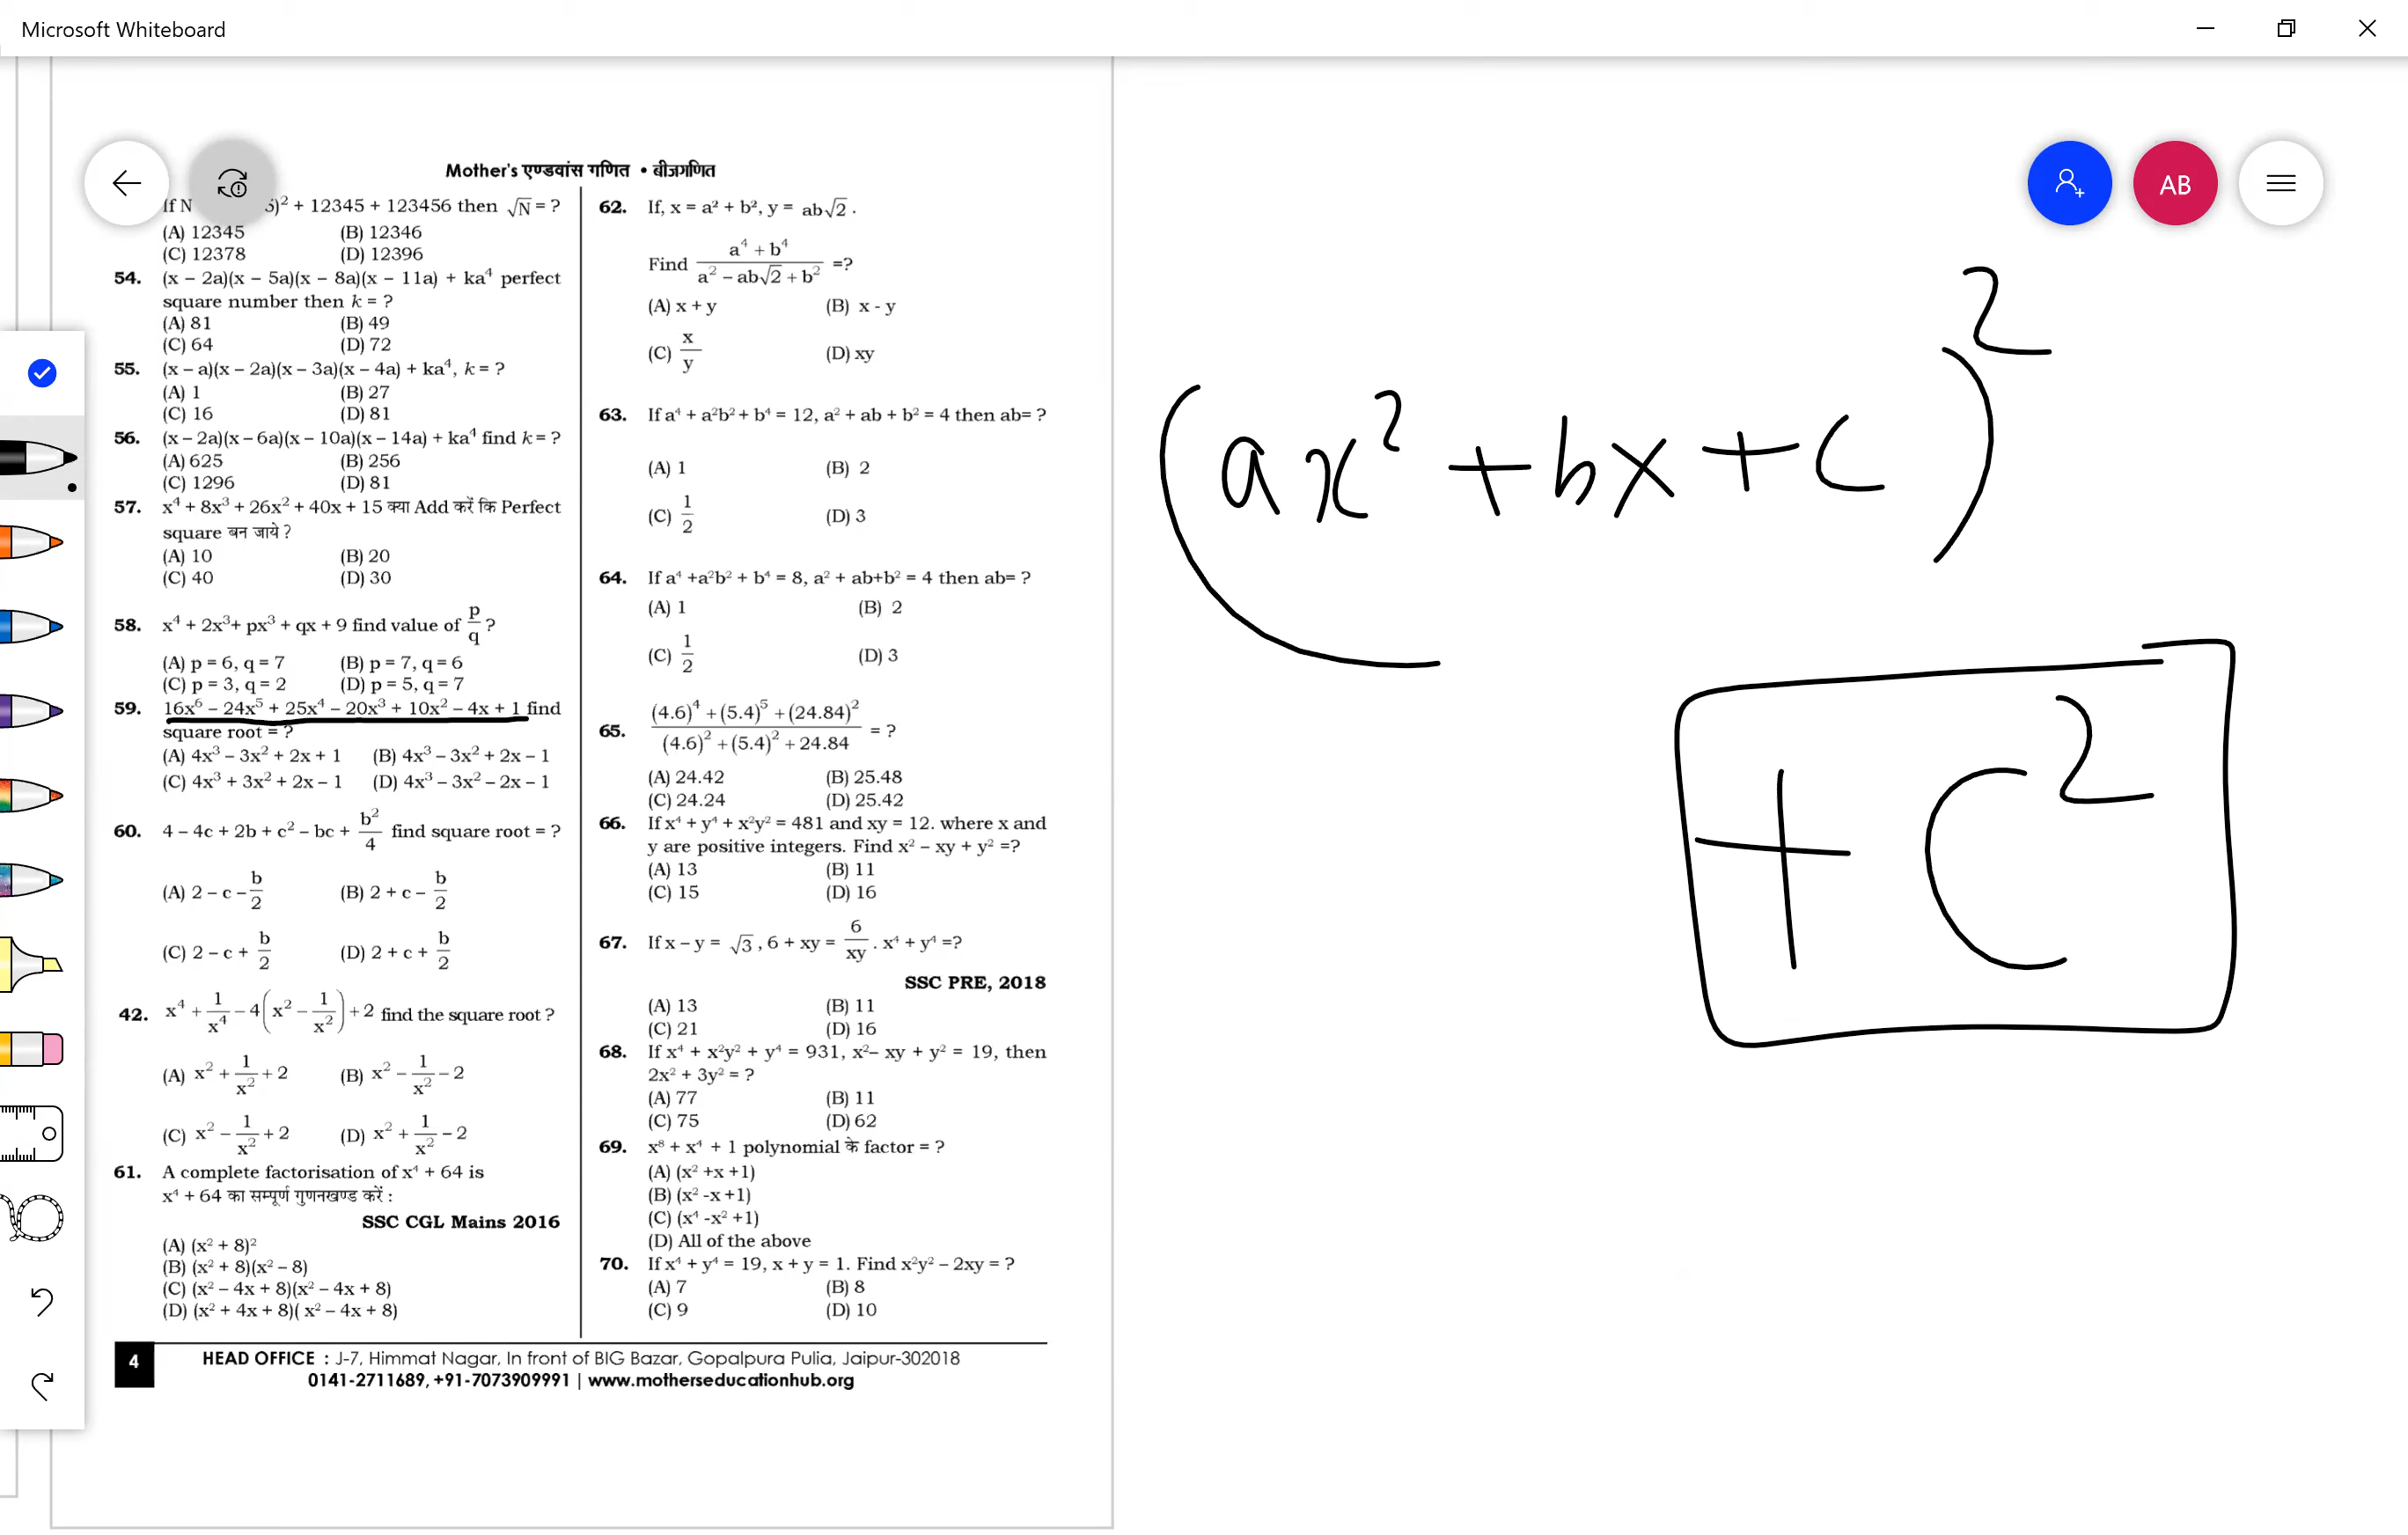 Microsoft Whiteboard
AB
Mother's एण्डवांस गणित • बीजगणित
If N 5)² + 12345 + 123456 then √N = ?
(A) 12345 (B) 12346
(C) 12378 (D) 12396
54. (x – 2a)(x – 5a)(x – 8a)(x – 11a) + ka⁴ perfect
square number then k = ?
(A) 81 (B) 49
(C) 64 (D) 72
55. (x – a)(x – 2a)(x – 3a)(x – 4a) + ka⁴, k = ?
(A) 1 (B) 27
(C) 16 (D) 81
56. (x – 2a)(x – 6a)(x – 10a)(x – 14a) + ka⁴ find k = ?
(A) 625 (B) 256
(C) 1296 (D) 81
57. x⁴ + 8x³ + 26x² + 40x + 15 क्या Add करें कि Perfect
square बन जाये ?
(A) 10 (B) 20
(C) 40 (D) 30
58. x⁴ + 2x³+ px³ + qx + 9 find value of p/q ?
(A) p = 6, q = 7 (B) p = 7, q = 6
(C) p = 3, q = 2 (D) p = 5, q = 7
59. 16x⁶ – 24x⁵ + 25x⁴ – 20x³ + 10x² – 4x + 1 find
square root = ?
(A) 4x³ – 3x² + 2x + 1 (B) 4x³ – 3x² + 2x – 1
(C) 4x³ + 3x² + 2x – 1 (D) 4x³ – 3x² – 2x – 1
60. 4 – 4c + 2b + c² – bc + b²/4 find square root = ?
(A) 2 – c – b/2 (B) 2 + c – b/2
(C) 2 – c + b/2 (D) 2 + c + b/2
42. x⁴ + 1/x⁴ – 4(x² – 1/x²) + 2 find the square root ?
(A) x² + 1/x² + 2 (B) x² – 1/x² – 2
(C) x² – 1/x² + 2 (D) x² + 1/x² – 2
61. A complete factorisation of x⁴ + 64 is
x⁴ + 64 का सम्पूर्ण गुणनखण्ड करें :
SSC CGL Mains 2016
(A) (x² + 8)²
(B) (x² + 8)(x² – 8)
(C) (x² – 4x + 8)(x² – 4x + 8)
(D) (x² + 4x + 8)( x² – 4x + 8)
62. If, x = a² + b², y = ab√2 .
Find (a⁴ + b⁴)/(a² – ab√2 + b²) =?
(A) x + y (B) x - y
(C) x/y (D) xy
63. If a⁴ + a²b² + b⁴ = 12, a² + ab + b² = 4 then ab= ?
(A) 1 (B) 2
(C) 1/2 (D) 3
64. If a⁴ +a²b² + b⁴ = 8, a² + ab+b² = 4 then ab= ?
(A) 1 (B) 2
(C) 1/2 (D) 3
65. ((4.6)⁴ + (5.4)⁵ + (24.84)²)/((4.6)² + (5.4)² + 24.84) = ?
(A) 24.42 (B) 25.48
(C) 24.24 (D) 25.42
66. If x⁴ + y⁴ + x²y² = 481 and xy = 12. where x and
y are positive integers. Find x² – xy + y² =?
(A) 13 (B) 11
(C) 15 (D) 16
67. If x – y = √3 , 6 + xy = 6/xy . x⁴ + y⁴ =?
SSC PRE, 2018
(A) 13 (B) 11
(C) 21 (D) 16
68. If x⁴ + x²y² + y⁴ = 931, x²– xy + y² = 19, then
2x² + 3y² = ?
(A) 77 (B) 11
(C) 75 (D) 62
69. x⁸ + x⁴ + 1 polynomial के factor = ?
(A) (x² +x +1)
(B) (x² -x +1)
(C) (x⁴ -x² +1)
(D) All of the above
70. If x⁴ + y⁴ = 19, x + y = 1. Find x²y² – 2xy = ?
(A) 7 (B) 8
(C) 9 (D) 10
4 HEAD OFFICE : J-7, Himmat Nagar, In front of BIG Bazar, Gopalpura Pulia, Jaipur-302018
0141-2711689, +91-7073909991 | www.motherseducationhub.org
(ax² + bx + c)²
+ c²